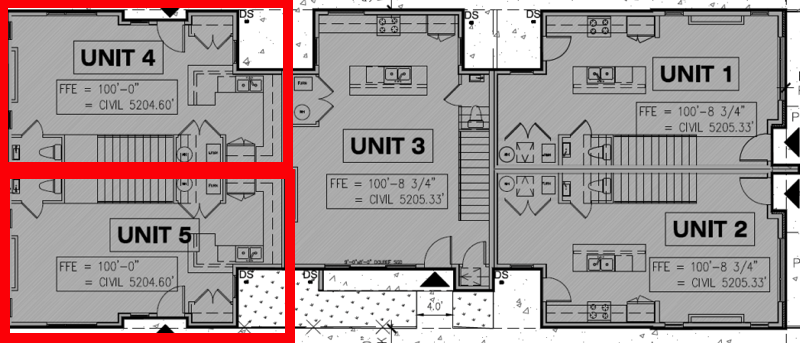 DS
DS
DS
UNIT 4
FFE = 100'-0"
= CIVIL 5204.60'
UNIT 3
FFE = 100'-8 3/4"
= CIVIL 5205.33'
UNIT 1
FFE = 100'-8 3/4"
= CIVIL 5205.33'
UNIT 5
FFE = 100'-0"
= CIVIL 5204.60'
UNIT 2
FFE = 100'-8 3/4"
= CIVIL 5205.33'
DS
DS
DS
4.0'
P
P
K